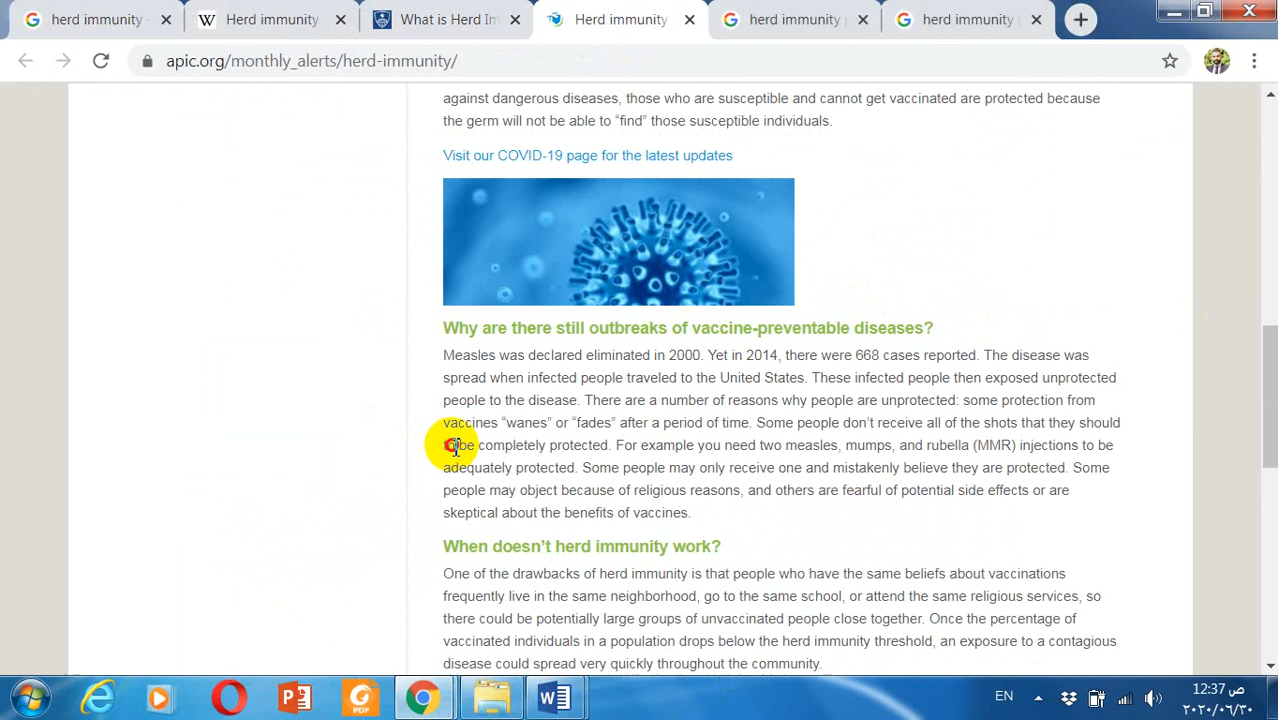 herd immunity
Herd immunity
What is Herd Im
Herd immunity
herd immunity
herd immunity
apic.org/monthly_alerts/herd-immunity/
against dangerous diseases, those who are susceptible and cannot get vaccinated are protected because
the germ will not be able to “find” those susceptible individuals.
Visit our COVID-19 page for the latest updates
Why are there still outbreaks of vaccine-preventable diseases?
Measles was declared eliminated in 2000. Yet in 2014, there were 668 cases reported. The disease was
spread when infected people traveled to the United States. These infected people then exposed unprotected
people to the disease. There are a number of reasons why people are unprotected: some protection from
vaccines “wanes” or “fades” after a period of time. Some people don’t receive all of the shots that they should
to be completely protected. For example you need two measles, mumps, and rubella (MMR) injections to be
adequately protected. Some people may only receive one and mistakenly believe they are protected. Some
people may object because of religious reasons, and others are fearful of potential side effects or are
skeptical about the benefits of vaccines.
When doesn’t herd immunity work?
One of the drawbacks of herd immunity is that people who have the same beliefs about vaccinations
frequently live in the same neighborhood, go to the same school, or attend the same religious services, so
there could be potentially large groups of unvaccinated people close together. Once the percentage of
vaccinated individuals in a population drops below the herd immunity threshold, an exposure to a contagious
disease could spread very quickly throughout the community.
EN
12:37 ص
٢٠٢٠/٠٦/٣٠